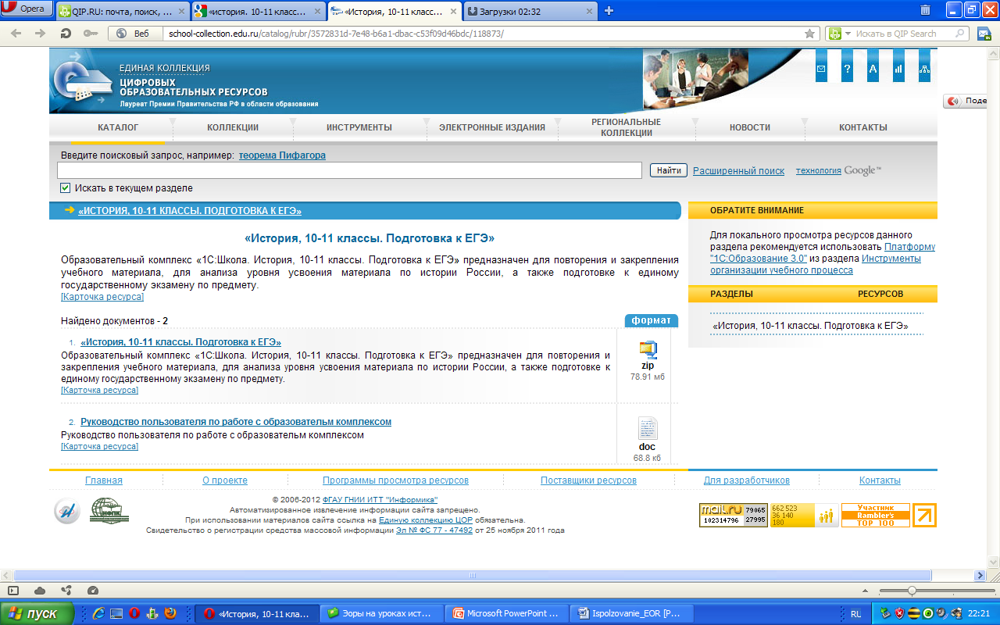 Opera
QIP.RU: почта, поиск, ...
«история. 10-11 класс...
«История, 10-11 класс...
Загрузки 02:32
Веб
school-collection.edu.ru/catalog/rubr/3572831d-7e48-b6a1-dbac-c53f09d46bdc/118873/
Искать в QIP Search
ЕДИНАЯ КОЛЛЕКЦИЯ
ЦИФРОВЫХ
ОБРАЗОВАТЕЛЬНЫХ РЕСУРСОВ
Лауреат Премии Правительства РФ в области образования
Поде
КАТАЛОГ
КОЛЛЕКЦИИ
ИНСТРУМЕНТЫ
ЭЛЕКТРОННЫЕ ИЗДАНИЯ
РЕГИОНАЛЬНЫЕ
КОЛЛЕКЦИИ
НОВОСТИ
КОНТАКТЫ
Введите поисковый запрос, например: теорема Пифагора
Найти
Расширенный поиск
технология Google™
Искать в текущем разделе
«ИСТОРИЯ, 10-11 КЛАССЫ. ПОДГОТОВКА К ЕГЭ»
«История, 10-11 классы. Подготовка к ЕГЭ»
Образовательный комплекс «1С:Школа. История, 10-11 классы. Подготовка к ЕГЭ» предназначен для повторения и закрепления
учебного материала, для анализа уровня усвоения материала по истории России, а также подготовке к единому
государственному экзамену по предмету.
[Карточка ресурса]
Найдено документов - 2
формат
1. «История, 10-11 классы. Подготовка к ЕГЭ»
Образовательный комплекс «1С:Школа. История, 10-11 классы. Подготовка к ЕГЭ» предназначен для повторения и
закрепления учебного материала, для анализа уровня усвоения материала по истории России, а также подготовке к
единому государственному экзамену по предмету.
[Карточка ресурса]
zip
78.91 мб
2. Руководство пользователя по работе с образовательм комплексом
Руководство пользователя по работе с образовательм комплексом
[Карточка ресурса]
doc
68.8 кб
ОБРАТИТЕ ВНИМАНИЕ
Для локального просмотра ресурсов данного
раздела рекомендуется использовать Платформу
"1С:Образование 3.0" из раздела Инструменты
организации учебного процесса
РАЗДЕЛЫ РЕСУРСОВ
«История, 10-11 классы. Подготовка к ЕГЭ»
Главная
О проекте
Программы просмотра ресурсов
Поставщики ресурсов
Для разработчиков
Контакты
НФПК
© 2006-2012 ФГАУ ГНИИ ИТТ "Информика"
Автоматизированное извлечение информации сайта запрещено.
При использовании материалов сайта ссылка на Единую коллекцию ЦОР обязательна.
Свидетельство о регистрации средства массовой информации Эл № ФС 77 - 47492 от 25 ноября 2011 года
mail.ru 79065
102314796 27995
662 523
36 140
180
Участник
Rambler's
TOP 100
пуск
«История, 10-11 кла...
Эоры на уроках ист...
Microsoft PowerPoint ...
Ispolzovanie_EOR [Р...
RU
22:21